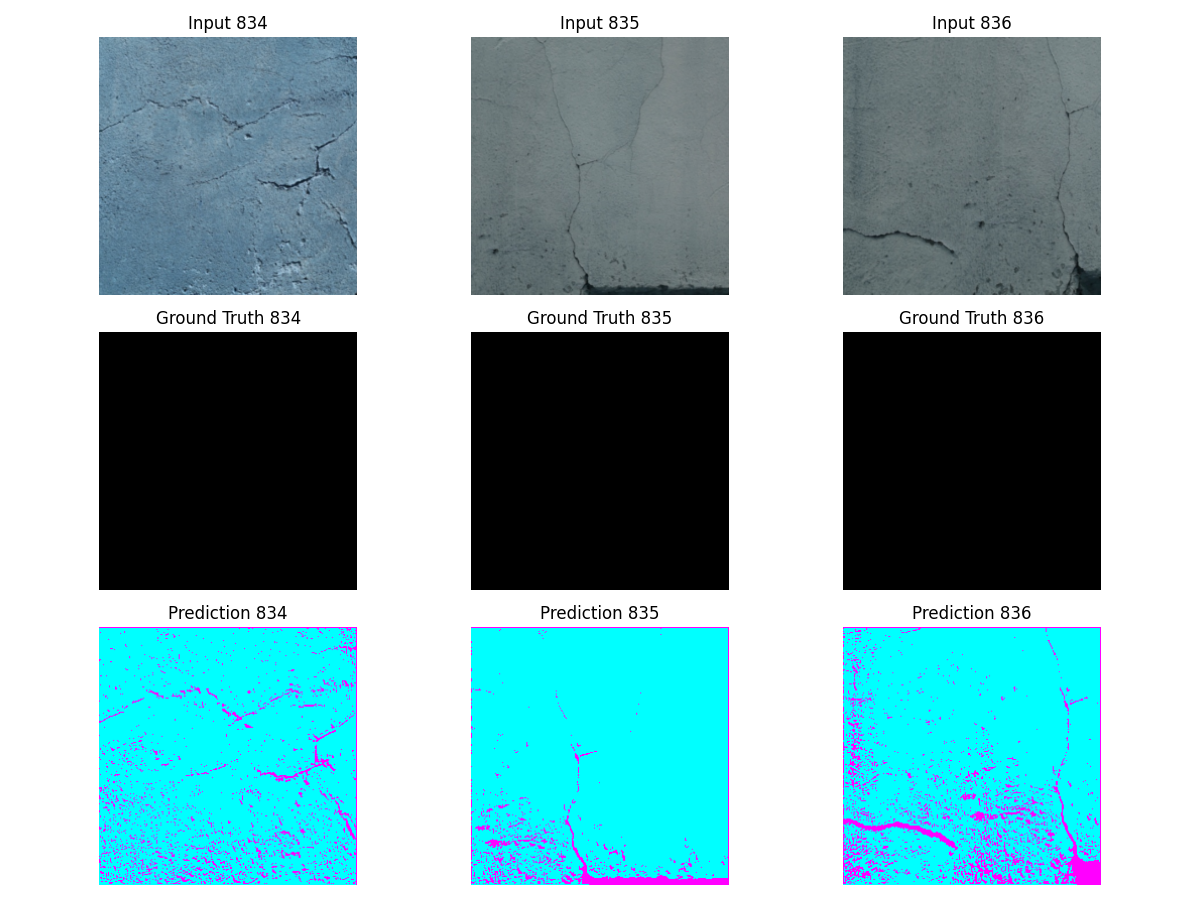 Input 834
Input 835
Input 836
Ground Truth 834
Ground Truth 835
Ground Truth 836
Prediction 834
Prediction 835
Prediction 836